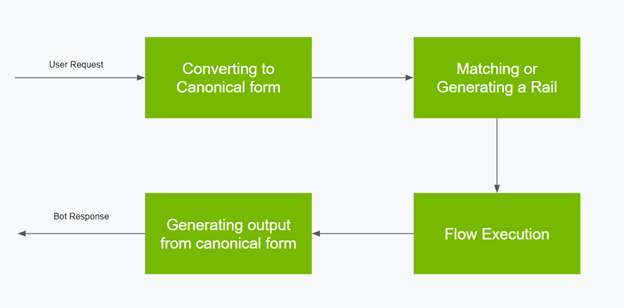 User Request
Converting to
Canonical form
Matching or
Generating a Rail
Bot Response
Generating output
from canonical form
Flow Execution